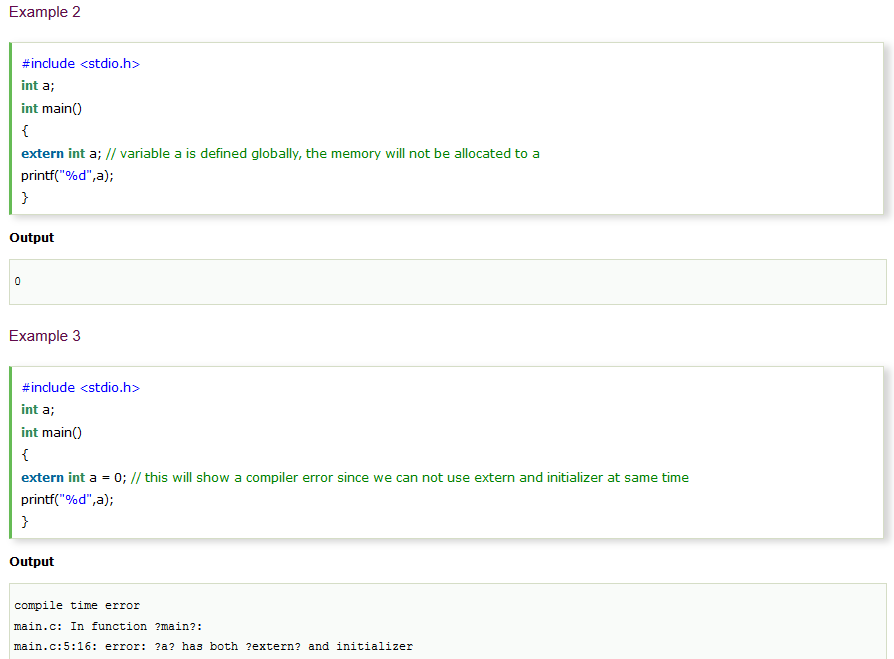 Example 2
#include <stdio.h>
int a;
int main()
{
extern int a; // variable a is defined globally, the memory will not be allocated to a
printf("%d",a);
}
Output
0
Example 3
#include <stdio.h>
int a;
int main()
{
extern int a = 0; // this will show a compiler error since we can not use extern and initializer at same time
printf("%d",a);
}
Output
compile time error
main.c: In function ?main?:
main.c:5:16: error: ?a? has both ?extern? and initializer